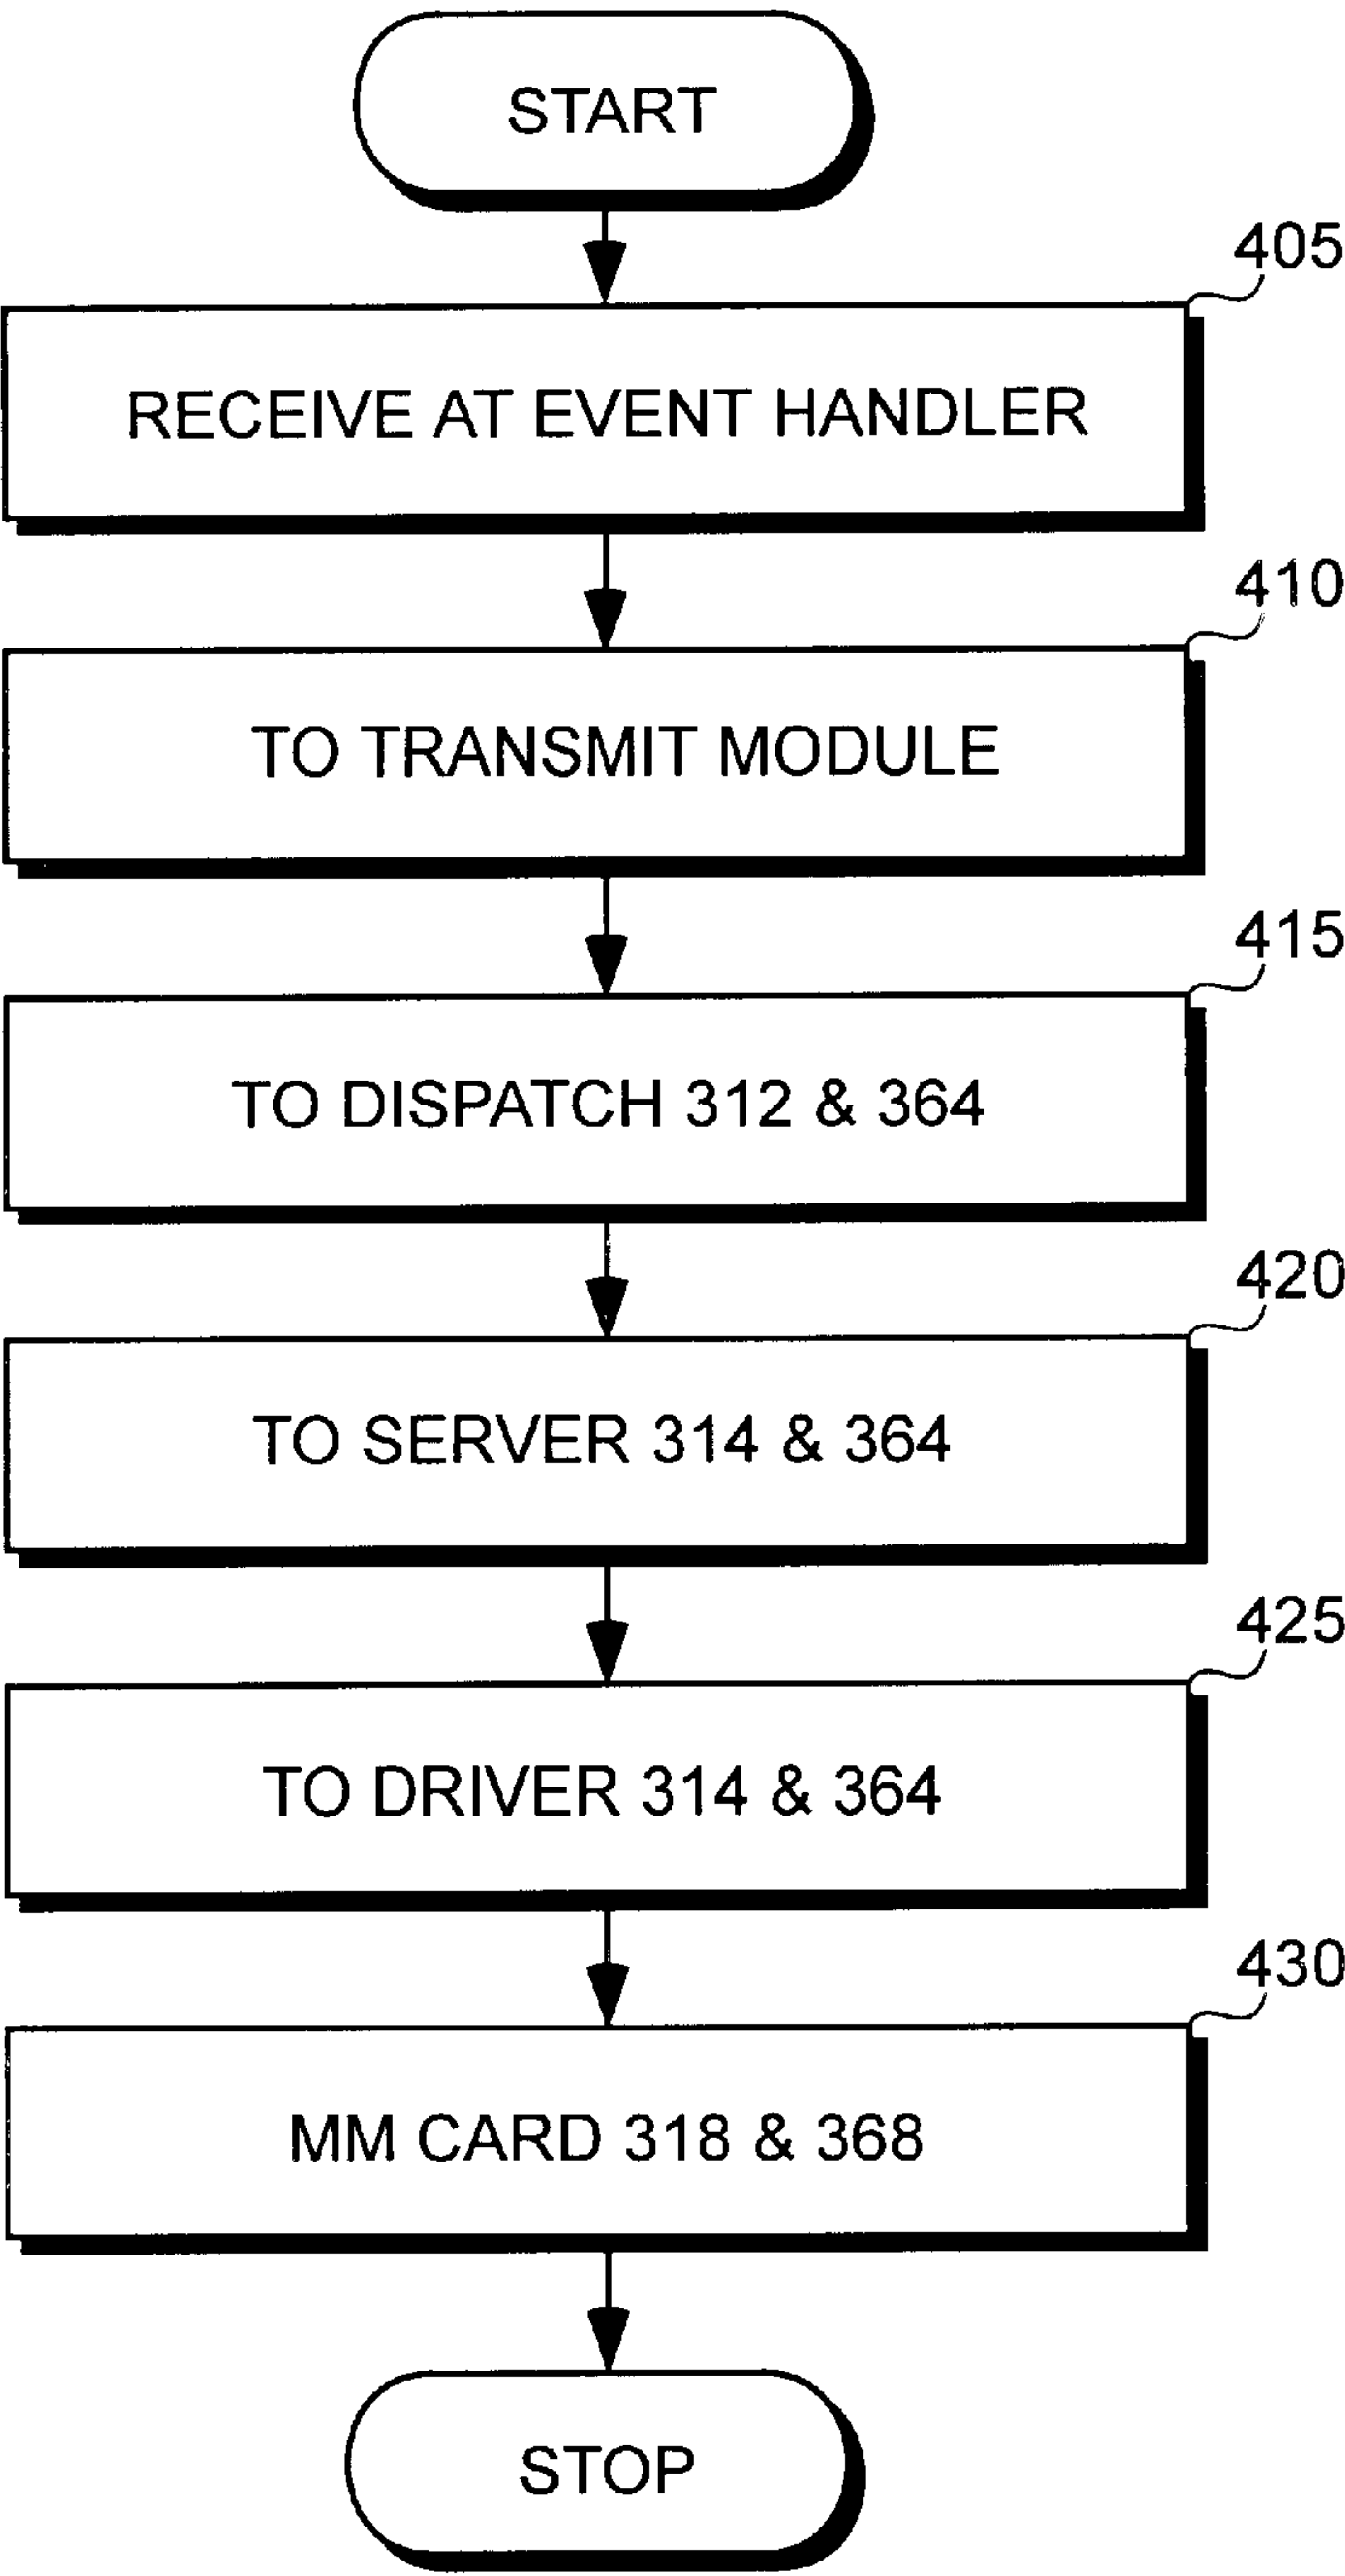 START
405
RECEIVE AT EVENT HANDLER
410
TO TRANSMIT MODULE
415
TO DISPATCH 312 & 364
420
TO SERVER 314 & 364
425
TO DRIVER 314 & 364
430
MM CARD 318 & 368
STOP